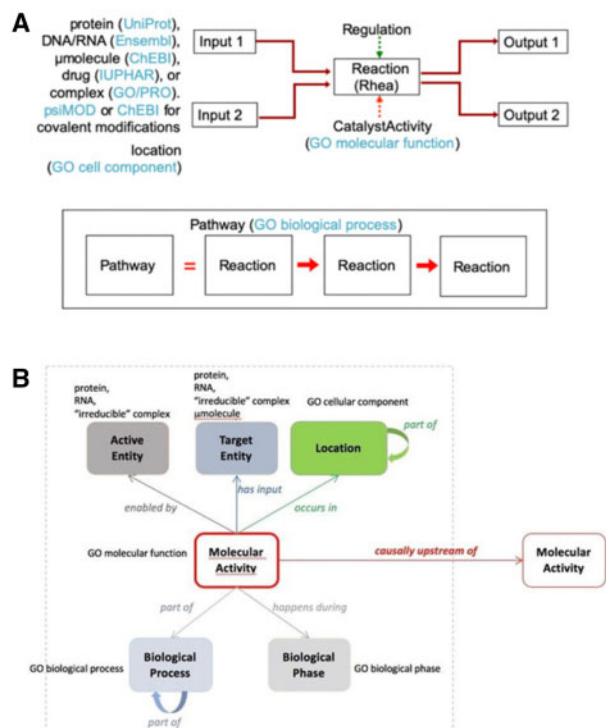 A
protein (UniProt),
DNA/RNA (Ensembl),
µmolecule (ChEBI),
drug (IUPHAR), or
complex (GO/PRO).
psiMOD or ChEBI for
covalent modifications
location
(GO cell component)
Input 1
Input 2
Regulation
Reaction
(Rhea)
CatalystActivity
(GO molecular function)
Output 1
Output 2
Pathway (GO biological process)
Pathway
=
Reaction
Reaction
Reaction
B
protein,
RNA,
"irreducible" complex
protein,
RNA,
"irreducible" complex
µmolecule
GO cellular component
Active
Entity
Target
Entity
Location
part of
enabled by
has input
occurs in
GO molecular function
Molecular
Activity
causally upstream of
Molecular
Activity
part of
happens during
GO biological process
Biological
Process
Biological
Phase
GO biological phase
part of